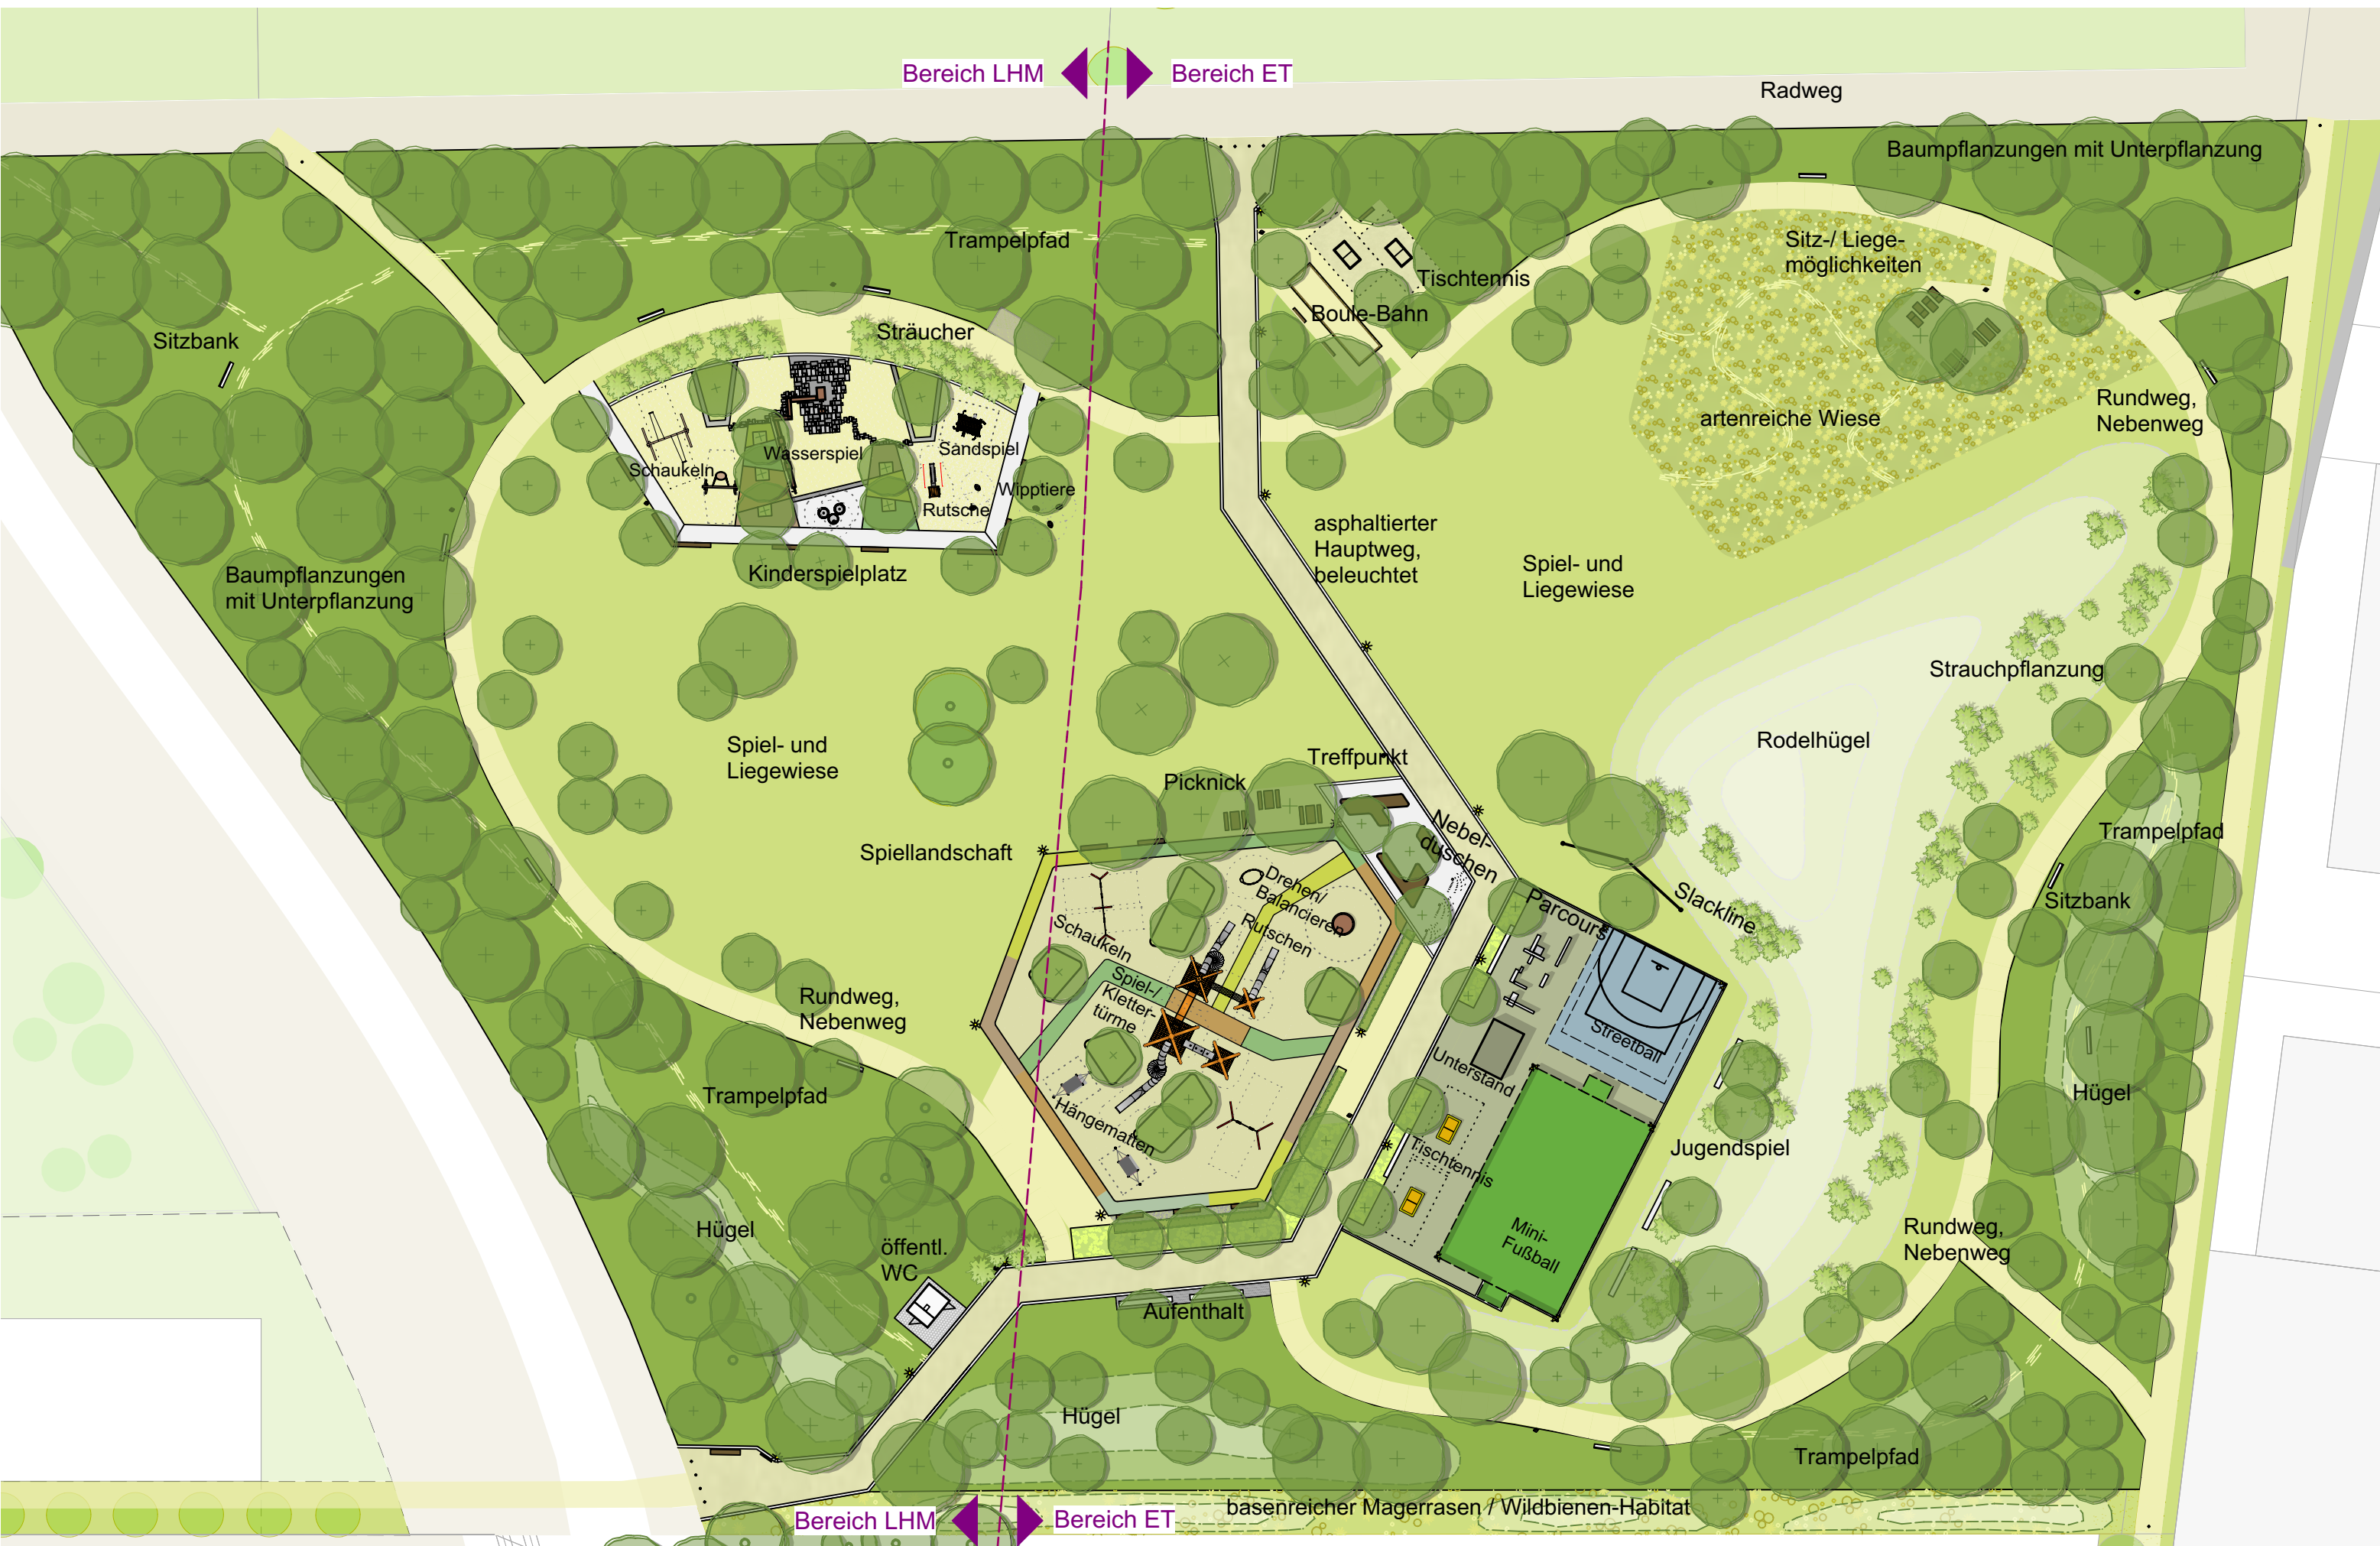 Bereich LHM
Bereich ET
Radweg
Baumpflanzungen mit Unterpflanzung
Trampelpfad
Sitz-/ Liege-
möglichkeiten
Tischtennis
Boule-Bahn
Sträucher
Sitzbank
artenreiche Wiese
Rundweg,
Nebenweg
Schaukeln
Wasserspiel
Sandspiel
Wipptiere
Rutsche
Kinderspielplatz
asphaltierter
Hauptweg,
beleuchtet
Spiel- und
Liegewiese
Baumpflanzungen
mit Unterpflanzung
Strauchpflanzung
Rodelhügel
Spiel- und
Liegewiese
Treffpunkt
Picknick
Nebel-
duschen
Trampelpfad
Spiellandschaft
Drehen/
Balancieren
Rutschen
Schaukeln
Spiel-/
Kletter-
türme
Hängematten
Parcours
Slackline
Sitzbank
Streetball
Unterstand
Tischtennis
Mini-
Fußball
Jugendspiel
Hügel
Rundweg,
Nebenweg
Trampelpfad
Hügel
öffentl.
WC
Rundweg,
Nebenweg
Aufenthalt
Hügel
Trampelpfad
basenreicher Magerrasen / Wildbienen-Habitat
Bereich LHM
Bereich ET